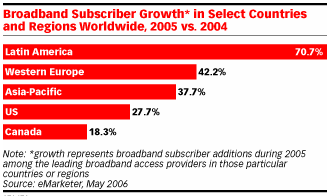 Broadband Subscriber Growth* in Select Countries
and Regions Worldwide, 2005 vs. 2004
Latin America 70.7%
Western Europe 42.2%
Asia-Pacific 37.7%
US 27.7%
Canada 18.3%
Note: *growth represents broadband subscriber additions during 2005
among the leading broadband access providers in those particular
countries or regions
Source: eMarketer, May 2006